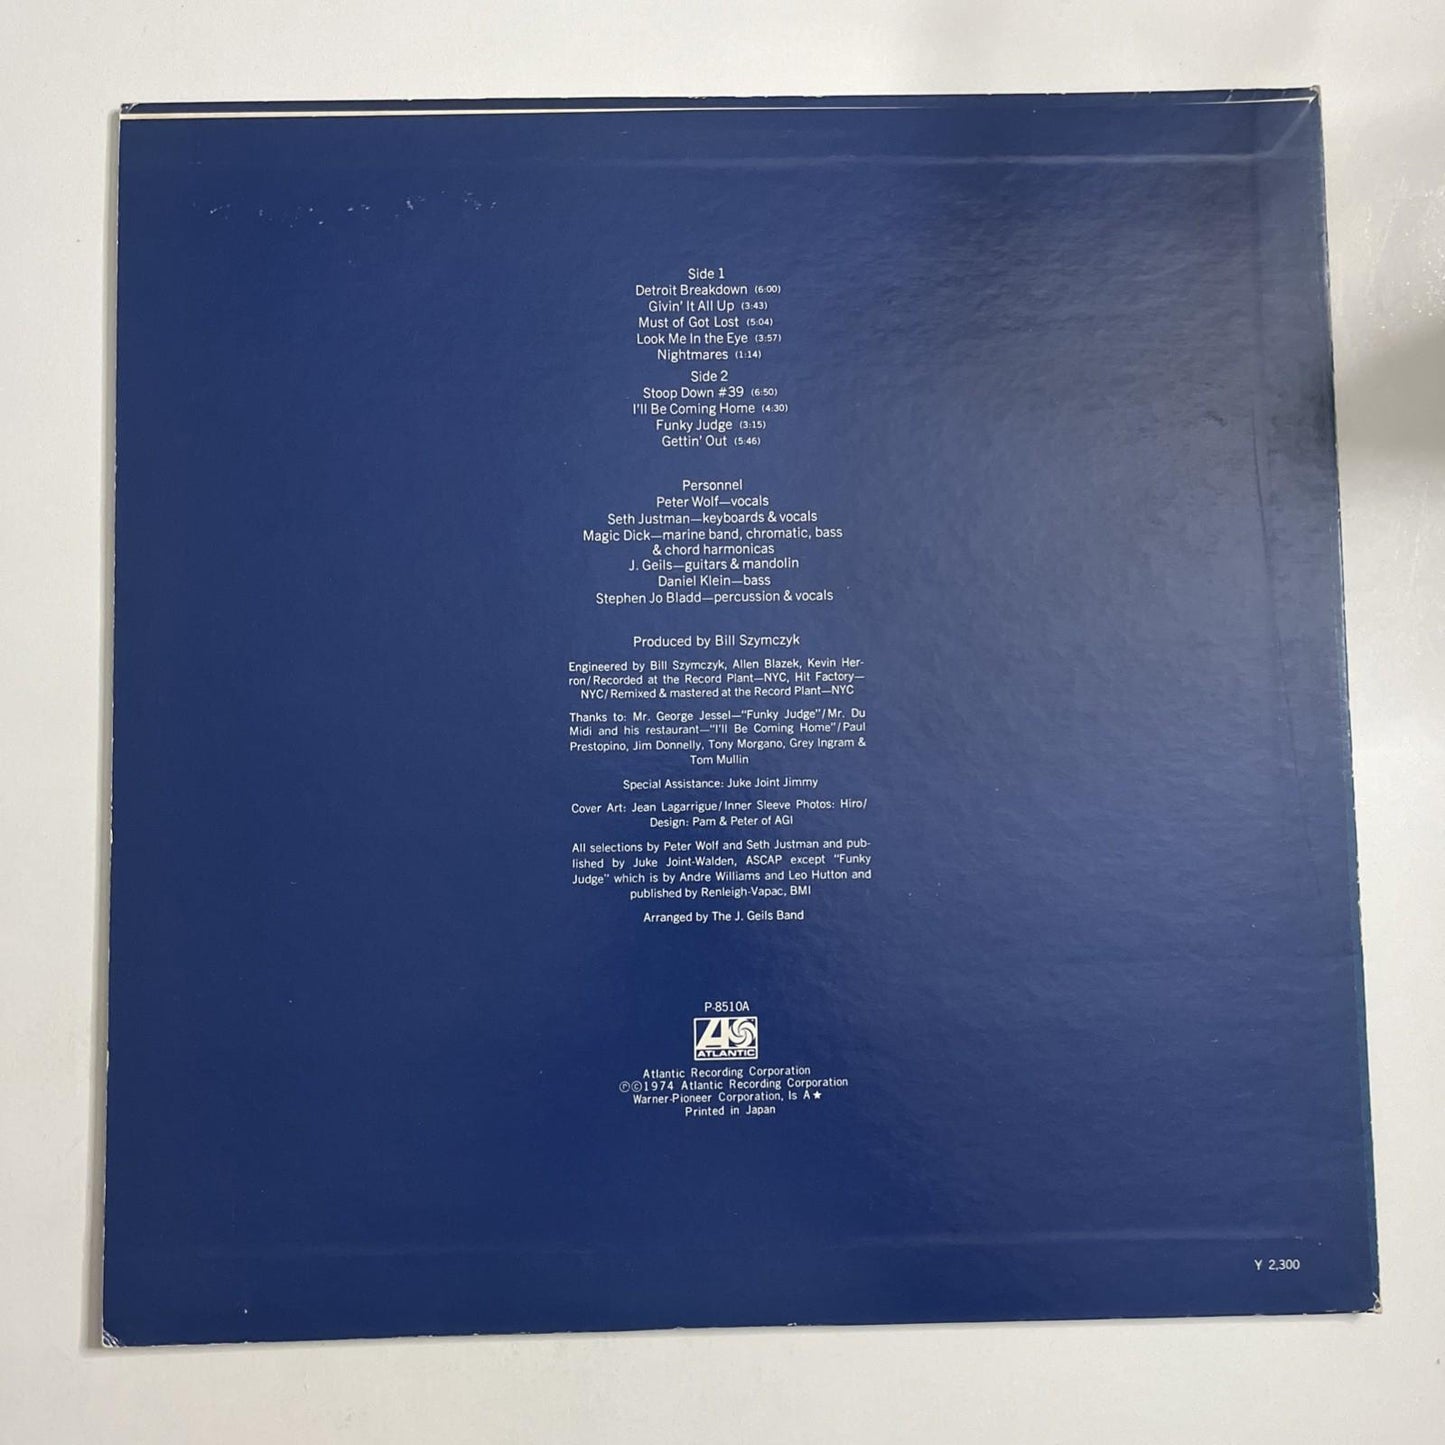 Side 1
Detroit Breakdown (6:00)
Givin' It All Up (3:43)
Must of Got Lost (5:04)
Look Me In the Eye (3:57)
Nightmares (1:14)
Side 2
Stoop Down #39 (6:50)
I'll Be Coming Home (4:30)
Funky Judge (3:15)
Gettin' Out (5:46)
Personnel
Peter Wolf—vocals
Seth Justman—keyboards & vocals
Magic Dick—marine band, chromatic, bass
& chord harmonicas
J. Geils—guitars & mandolin
Daniel Klein—bass
Stephen Jo Bladd—percussion & vocals
Produced by Bill Szymczyk
Engineered by Bill Szymczyk, Allen Blazek, Kevin Her-
ron/Recorded at the Record Plant—NYC, Hit Factory—
NYC/Remixed & mastered at the Record Plant—NYC
Thanks to: Mr. George Jessel—"Funky Judge"/Mr. Du
Midi and his restaurant—"I'll Be Coming Home"/Paul
Prestopino, Jim Donnelly, Tony Morgano, Grey Ingram &
Tom Mullin
Special Assistance: Juke Joint Jimmy
Cover Art: Jean Lagarrigue/Inner Sleeve Photos: Hiro/
Design: Pam & Peter of AGI
All selections by Peter Wolf and Seth Justman and pub-
lished by Juke Joint-Walden, ASCAP except "Funky
Judge" which is by Andre Williams and Leo Hutton and
published by Renleigh-Vapac, BMI
Arranged by The J. Geils Band
P-8510A
ATLANTIC
Atlantic Recording Corporation
℗©1974 Atlantic Recording Corporation
Warner-Pioneer Corporation, Is A★
Printed in Japan
Y 2,300